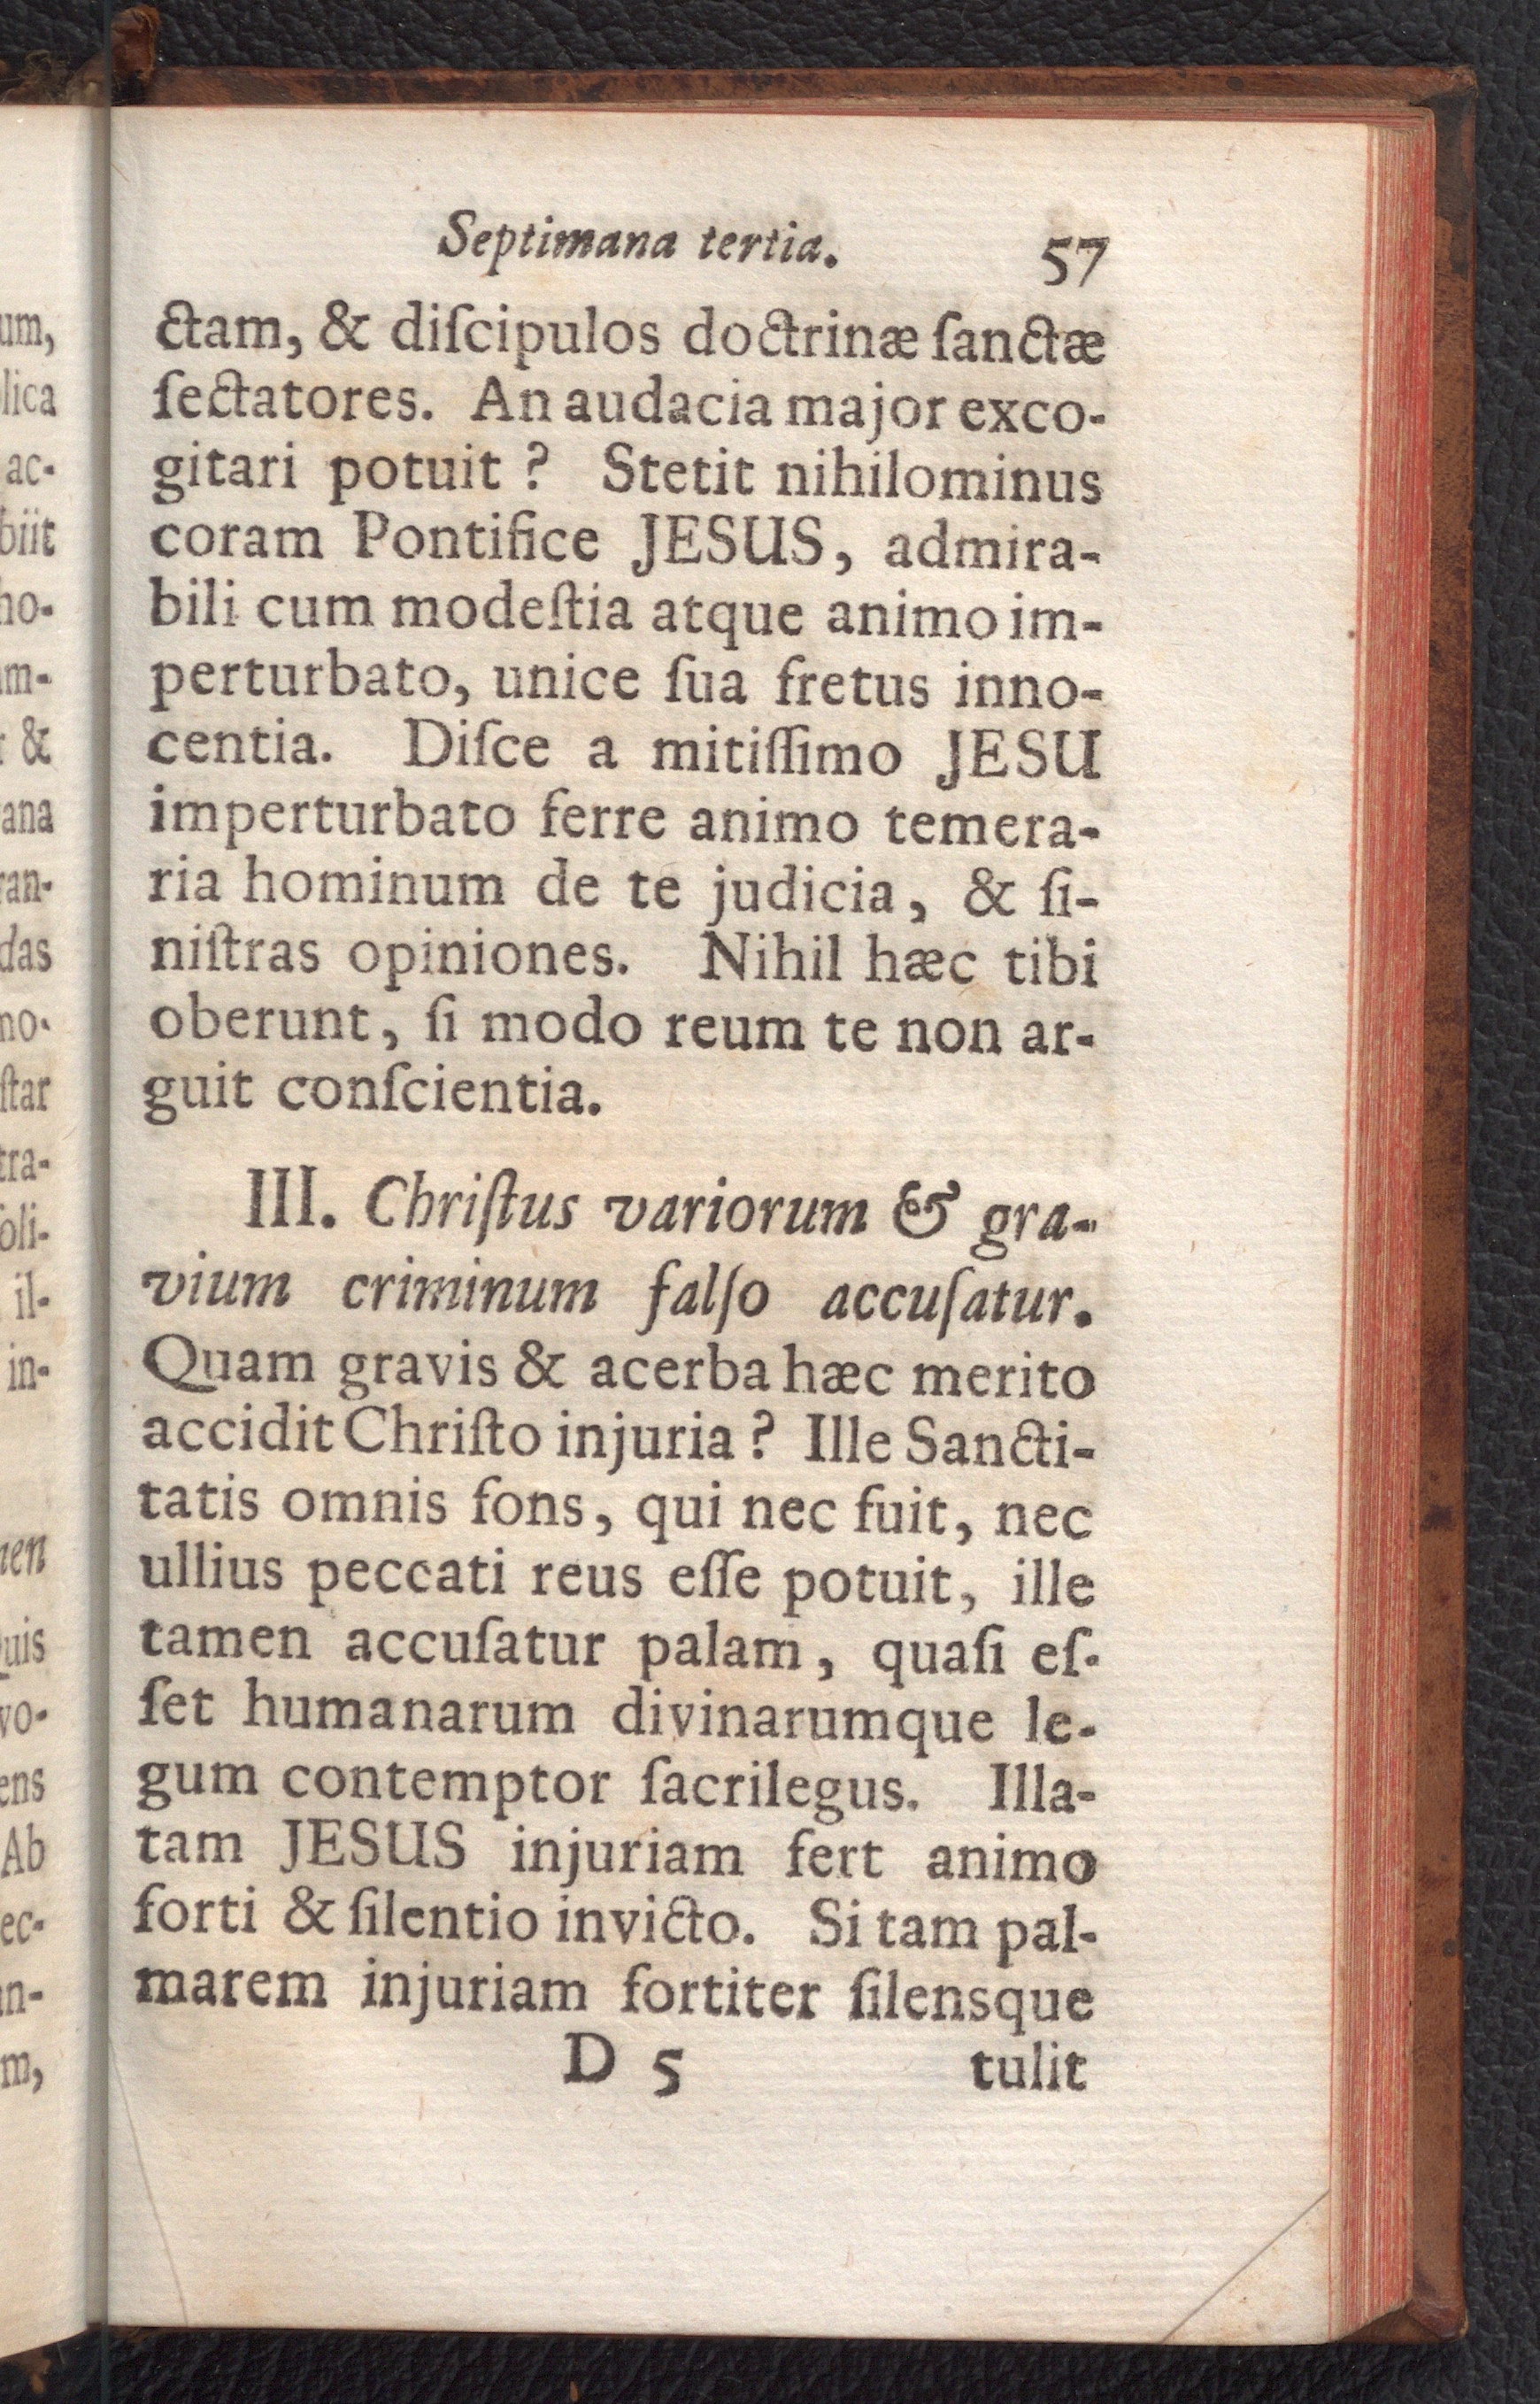 Septimana tertia. 57
ctam, & diſcipulos doctrinæ ſanctæ
ſectatores. An audacia major exco-
gitari potuit ? Stetit nihilominus
coram Pontifice JESUS, admira-
bili cum modeſtia atque animo im-
perturbato, unice ſua fretus inno-
centia. Diſce a mitiſſimo JESU
imperturbato ferre animo temera-
ria hominum de te judicia, & ſi-
niſtras opiniones. Nihil hæc tibi
oberunt, ſi modo reum te non ar-
guit conſcientia.
III. Chriſtus variorum & gra-
vium criminum falſo accuſatur.
Quam gravis & acerba hæc merito
accidit Chriſto injuria ? Ille Sancti-
tatis omnis fons, qui nec fuit, nec
ullius peccati reus eſſe potuit, ille
tamen accuſatur palam, quaſi eſ-
ſet humanarum divinarumque le-
gum contemptor ſacrilegus. Illa-
tam JESUS injuriam fert animo
forti & ſilentio invicto. Si tam pal-
marem injuriam fortiter ſilensque
D 5 tulit